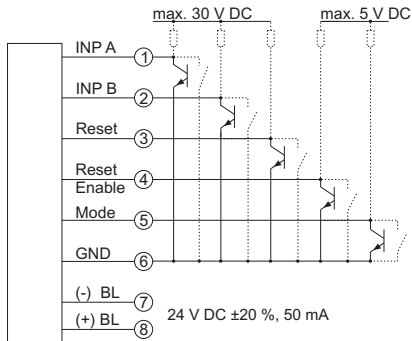 max. 30 V DC
max. 5 V DC
INP A
1
INP B
2
Reset
3
Reset
Enable
4
Mode
5
GND
6
(-) BL
7
(+) BL
8
24 V DC ±20 %, 50 mA